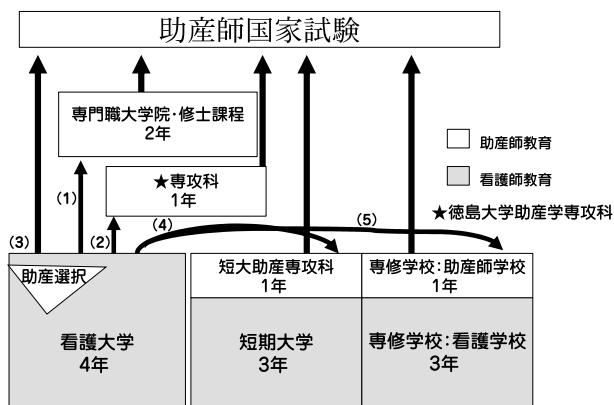 助産師国家試験
専門職大学院・修士課程
2年
★専攻科
1年
助産師教育
看護師教育
★徳島大学助産学専攻科
(1)
(2)
(3)
(4)
(5)
助産選択
看護大学
4年
短大助産専攻科
1年
短期大学
3年
専修学校:助産師学校
1年
専修学校:看護学校
3年